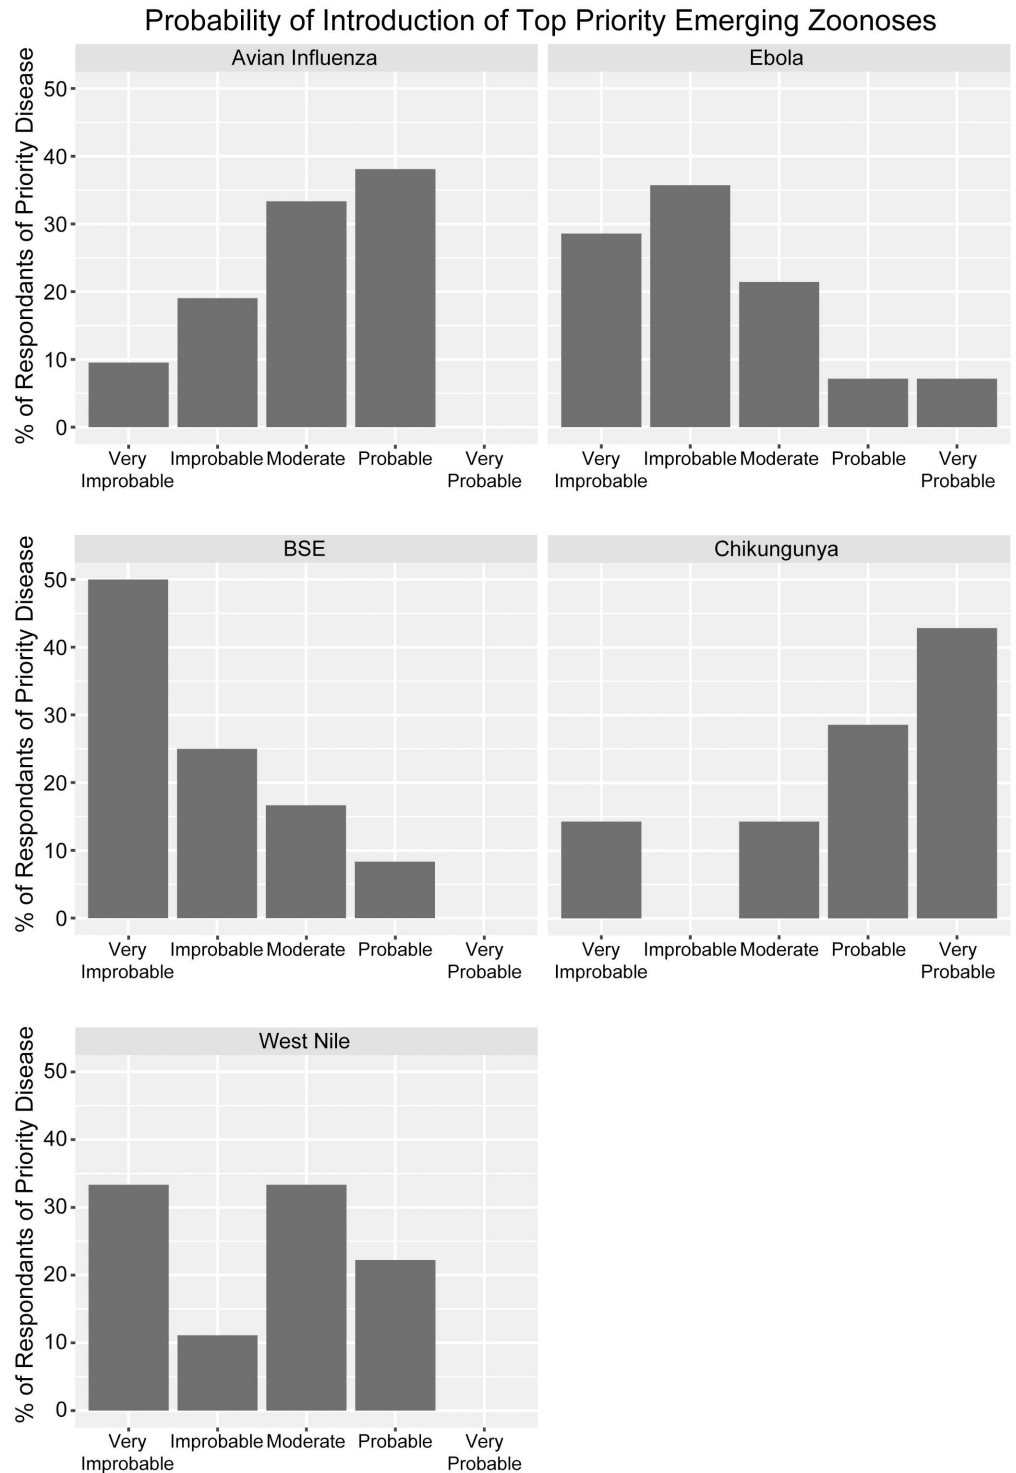 Probability of Introduction of Top Priority Emerging Zoonoses
Avian Influenza
Ebola
% of Respondants of Priority Disease
50
40
30
20
10
0
Very Improbable Moderate Probable Very
Improbable Probable
Very Improbable Moderate Probable Very
Improbable Probable
BSE
Chikungunya
% of Respondants of Priority Disease
50
40
30
20
10
0
Very Improbable Moderate Probable Very
Improbable Probable
Very Improbable Moderate Probable Very
Improbable Probable
West Nile
% of Respondants of Priority Disease
50
40
30
20
10
0
Very Improbable Moderate Probable Very
Improbable Probable